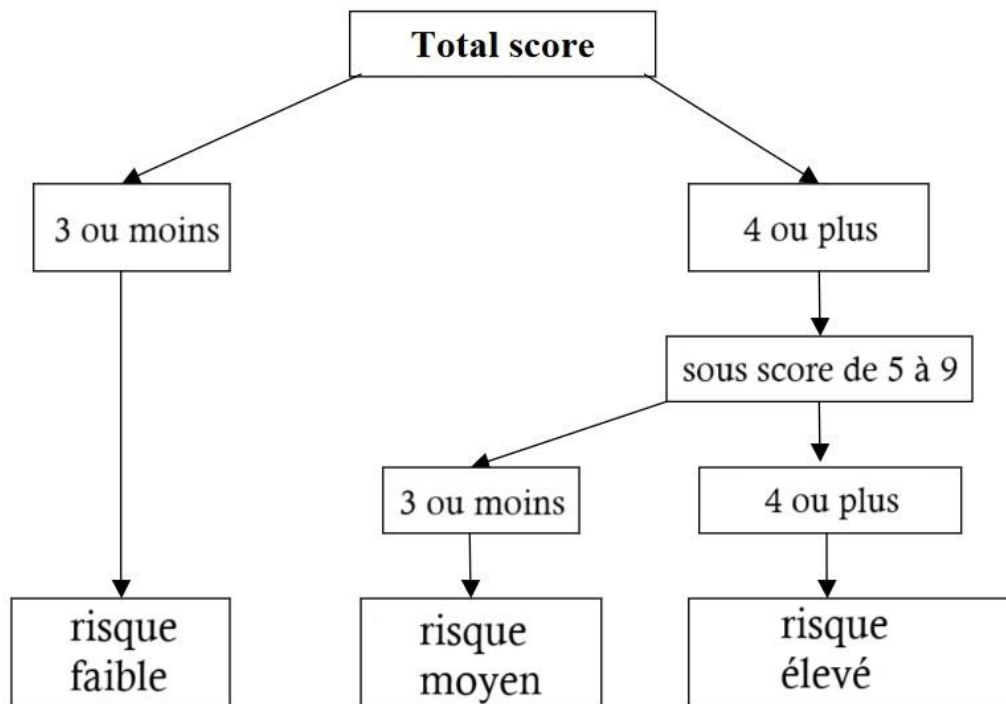 Total score
3 ou moins
4 ou plus
sous score de 5 à 9
3 ou moins
4 ou plus
risque
faible
risque
moyen
risque
élevé